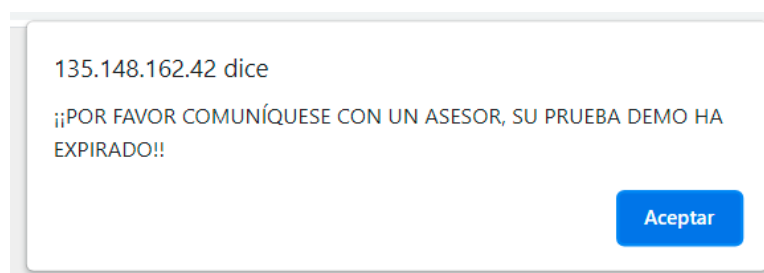 135.148.162.42 dice
¡¡POR FAVOR COMUNÍQUESE CON UN ASESOR, SU PRUEBA DEMO HA
EXPIRADO!!
Aceptar